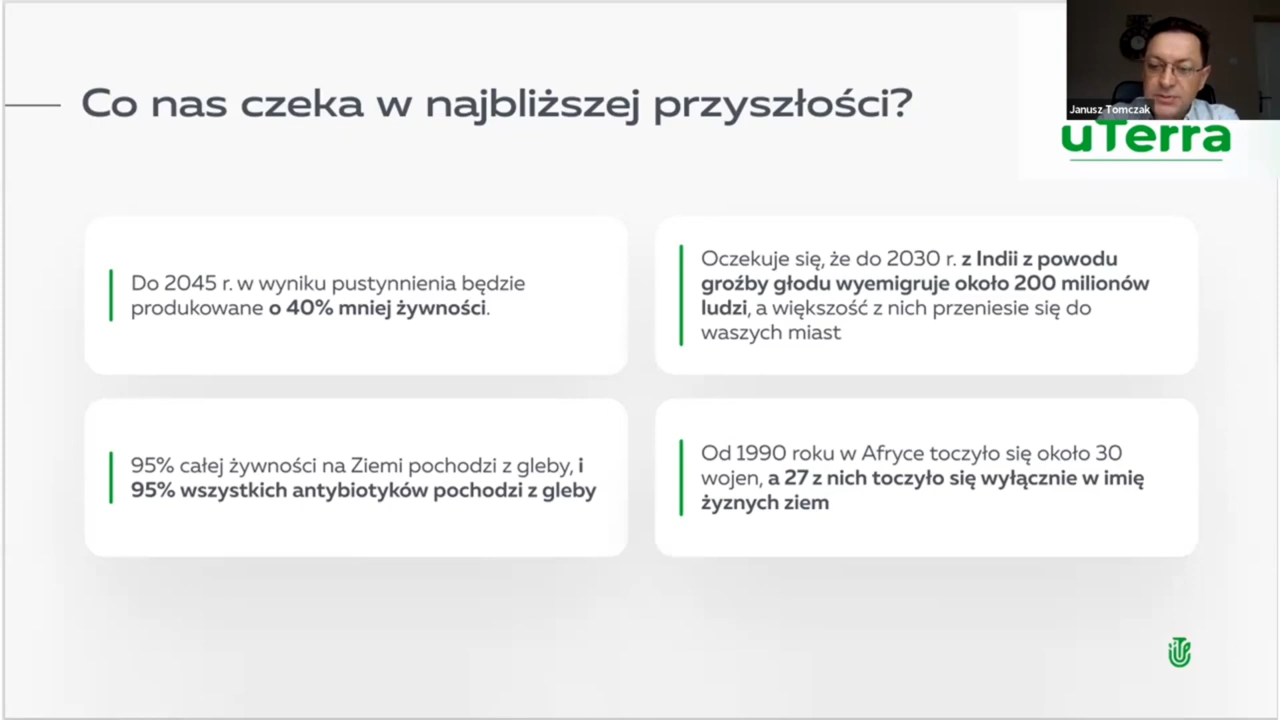 Co nas czeka w najbliższej przyszłości?
Janusz Tomczak
uTerra
Do 2045 r. w wyniku pustynnienia będzie
produkowane o 40% mniej żywności.
Oczekuje się, że do 2030 r. z Indii z powodu
groźby głodu wyemigruje około 200 milionów
ludzi, a większość z nich przeniesie się do
waszych miast
95% całej żywności na Ziemi pochodzi z gleby, i
95% wszystkich antybiotyków pochodzi z gleby
Od 1990 roku w Afryce toczyło się około 30
wojen, a 27 z nich toczyło się wyłącznie w imię
żyznych ziem